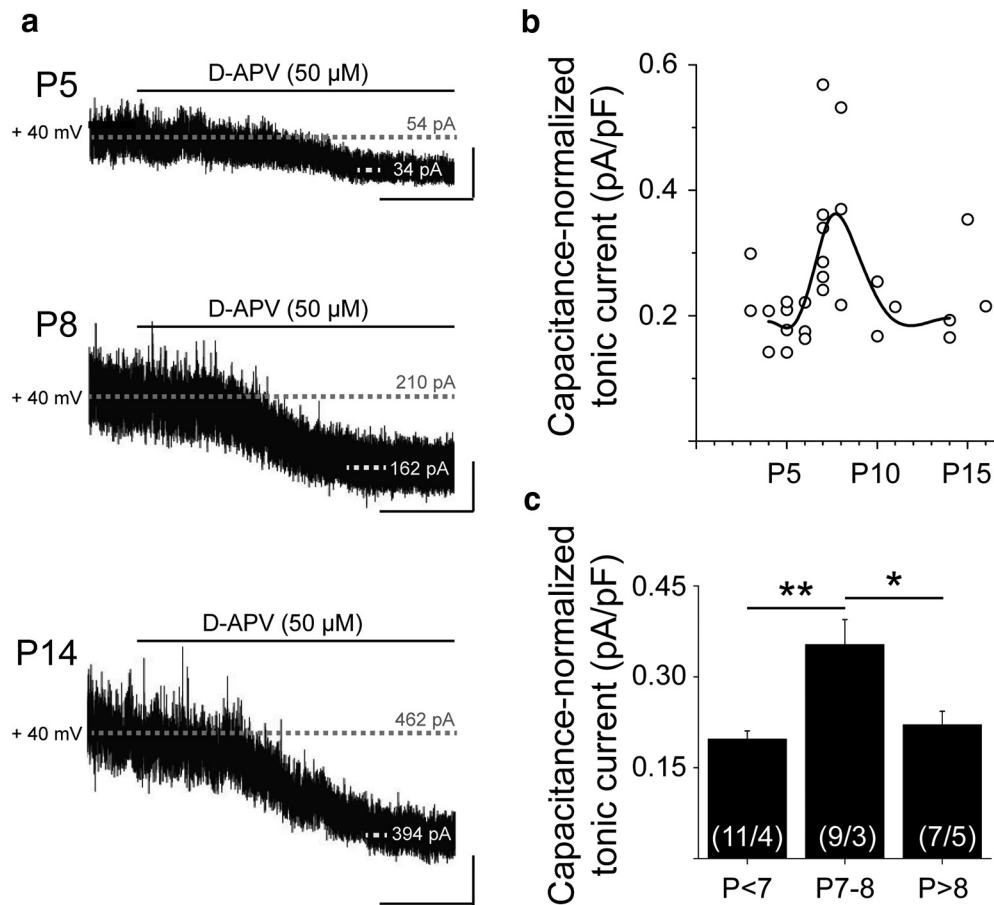 a
P5
D-APV (50 µM)
+ 40 mV
54 pA
34 pA
P8
D-APV (50 µM)
+ 40 mV
210 pA
162 pA
P14
D-APV (50 µM)
+ 40 mV
462 pA
394 pA
b
Capacitance-normalized
tonic current (pA/pF)
0.6
0.4
0.2
P5
P10
P15
c
Capacitance-normalized
tonic current (pA/pF)
0.45
0.30
0.15
**
*
(11/4)
(9/3)
(7/5)
P<7
P7-8
P>8